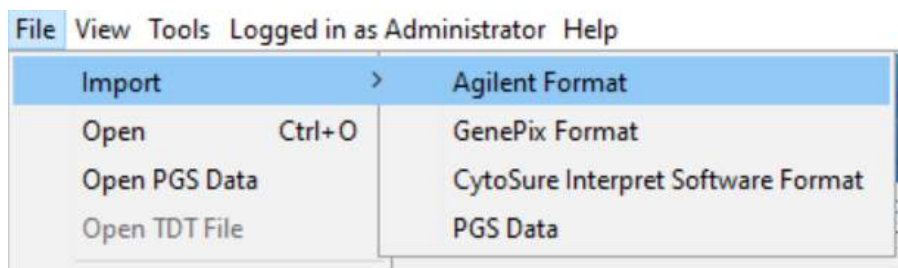 File View Tools Logged in as Administrator Help
Import > Agilent Format
Open Ctrl+O GenePix Format
Open PGS Data CytoSure Interpret Software Format
Open TDT File PGS Data